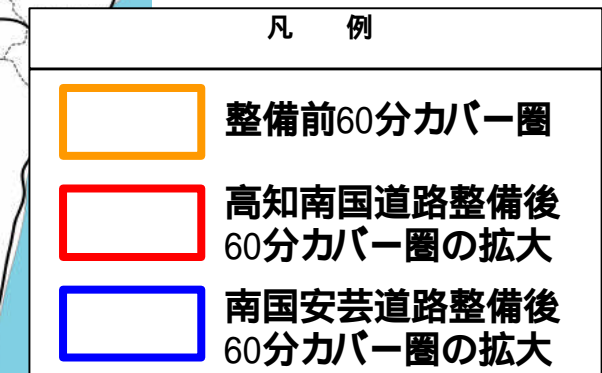 凡　例
整備前60分カバー圏
高知南国道路整備後
60分カバー圏の拡大
南国安芸道路整備後
60分カバー圏の拡大